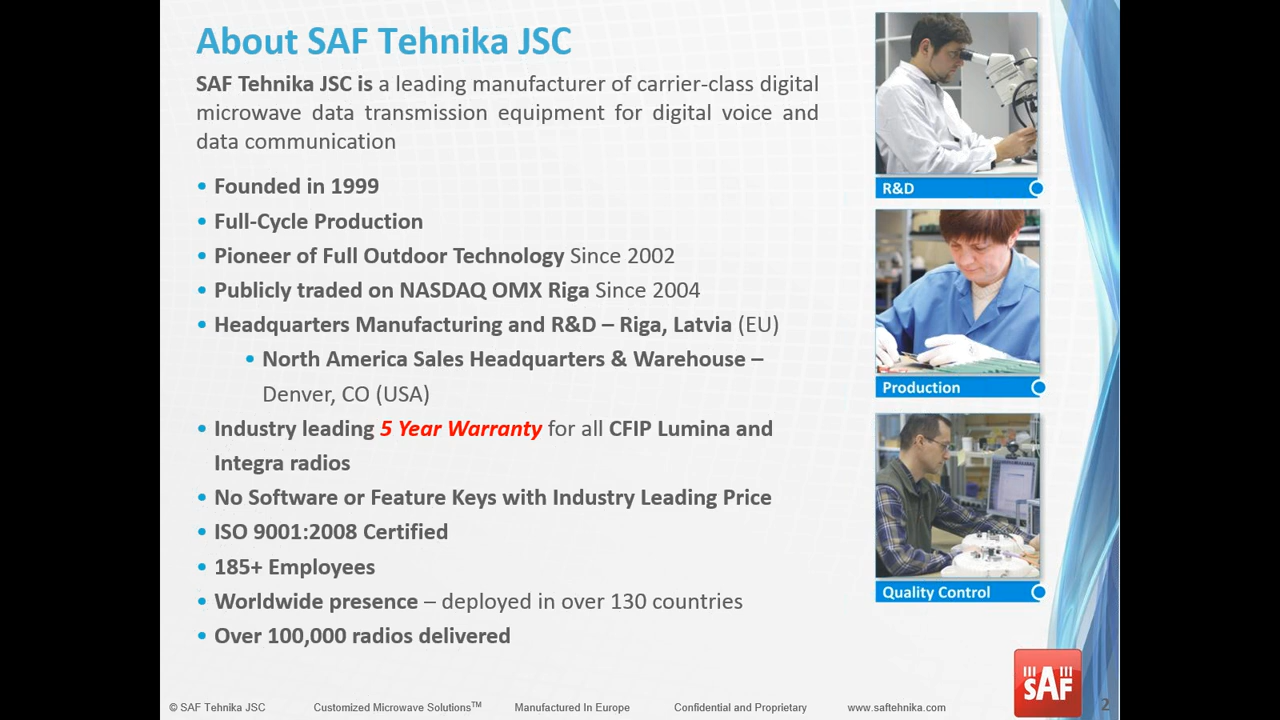 About SAF Tehnika JSC
SAF Tehnika JSC is a leading manufacturer of carrier-class digital
microwave data transmission equipment for digital voice and
data communication
• Founded in 1999
• Full-Cycle Production
• Pioneer of Full Outdoor Technology Since 2002
• Publicly traded on NASDAQ OMX Riga Since 2004
• Headquarters Manufacturing and R&D – Riga, Latvia (EU)
• North America Sales Headquarters & Warehouse –
Denver, CO (USA)
• Industry leading 5 Year Warranty for all CFIP Lumina and
Integra radios
• No Software or Feature Keys with Industry Leading Price
• ISO 9001:2008 Certified
• 185+ Employees
• Worldwide presence – deployed in over 130 countries
• Over 100,000 radios delivered
R&D
Production
Quality Control
SAF
© SAF Tehnika JSC Customized Microwave Solutions™ Manufactured In Europe Confidential and Proprietary www.saftehnika.com 2